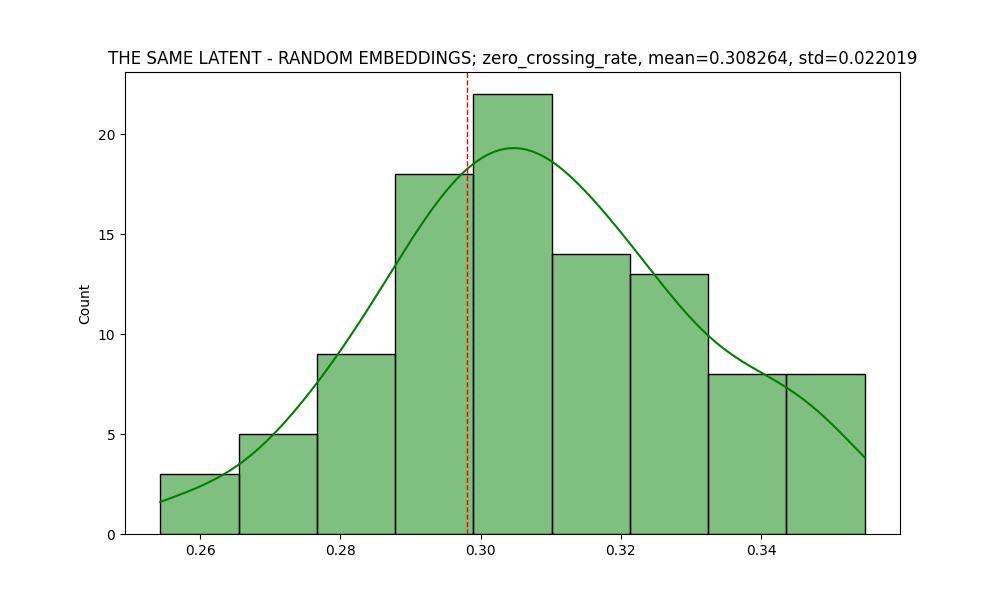 THE SAME LATENT - RANDOM EMBEDDINGS; zero_crossing_rate, mean=0.308264, std=0.022019
20
15
10
5
0
Count
0.26 0.28 0.30 0.32 0.34